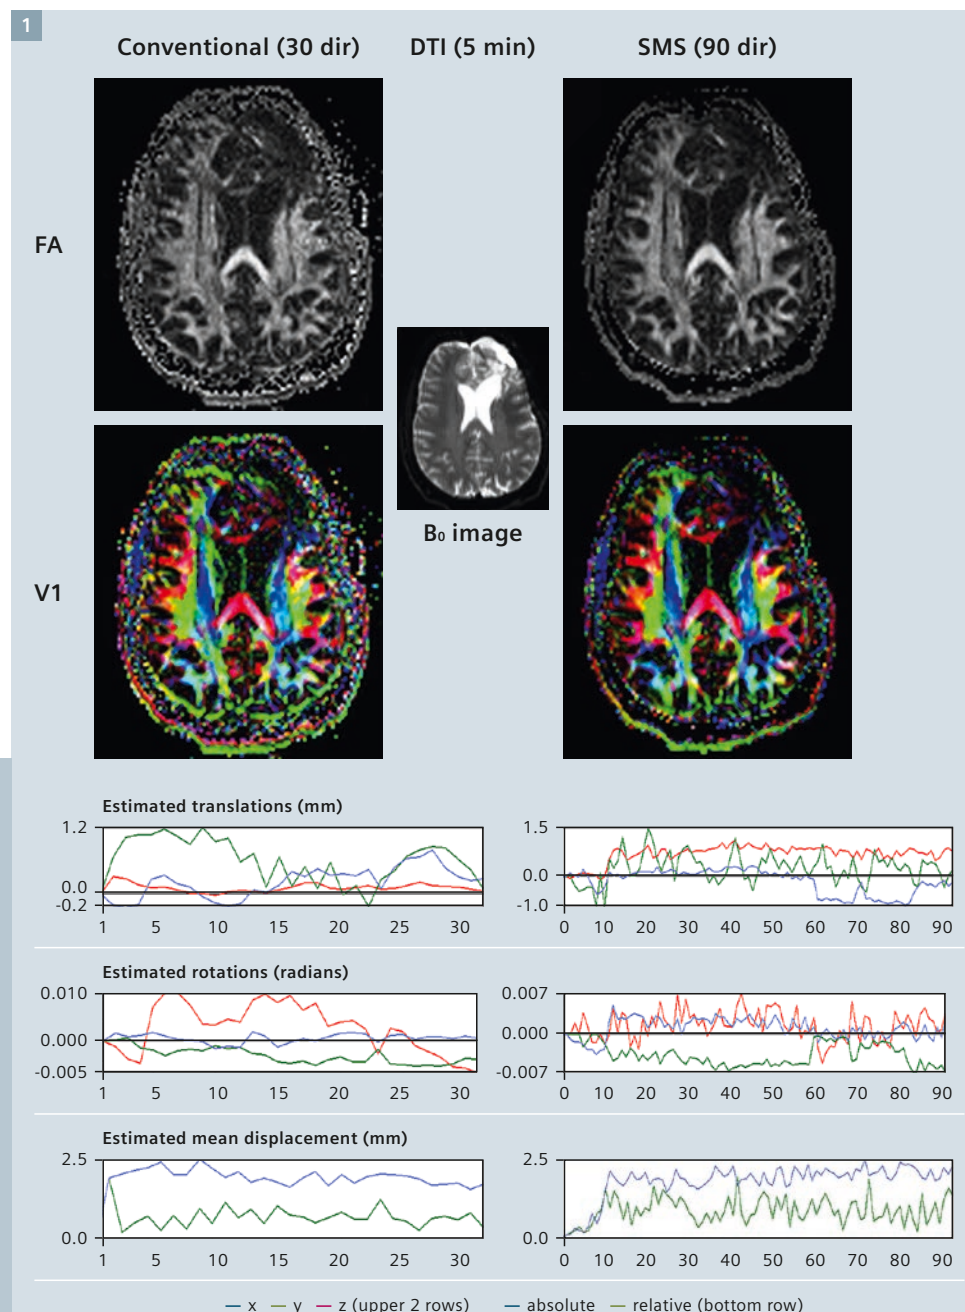 1
Conventional (30 dir) DTI (5 min) SMS (90 dir)
FA
B₀ image
V1
Estimated translations (mm)
1.2
0.0
-0.2
1 5 10 15 20 25 30
1.5
0.0
-1.0
0 10 20 30 40 50 60 70 80 90
Estimated rotations (radians)
0.010
0.000
-0.005
1 5 10 15 20 25 30
0.007
0.000
-0.007
0 10 20 30 40 50 60 70 80 90
Estimated mean displacement (mm)
2.5
0.0
1 5 10 15 20 25 30
2.5
0.0
0 10 20 30 40 50 60 70 80 90
x y z (upper 2 rows) absolute relative (bottom row)